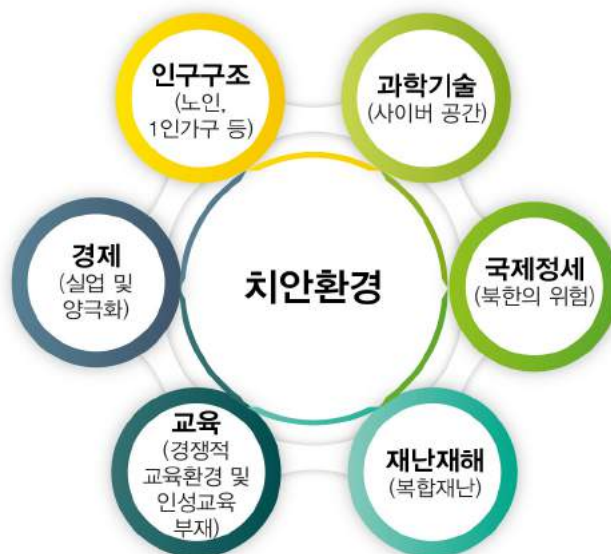 인구구조
(노인,
1인가구 등)
과학기술
(사이버 공간)
경제
(실업 및
양극화)
치안환경
국제정세
(북한의 위험)
교육
(경쟁적
교육환경 및
인성교육
부재)
재난재해
(복합재난)